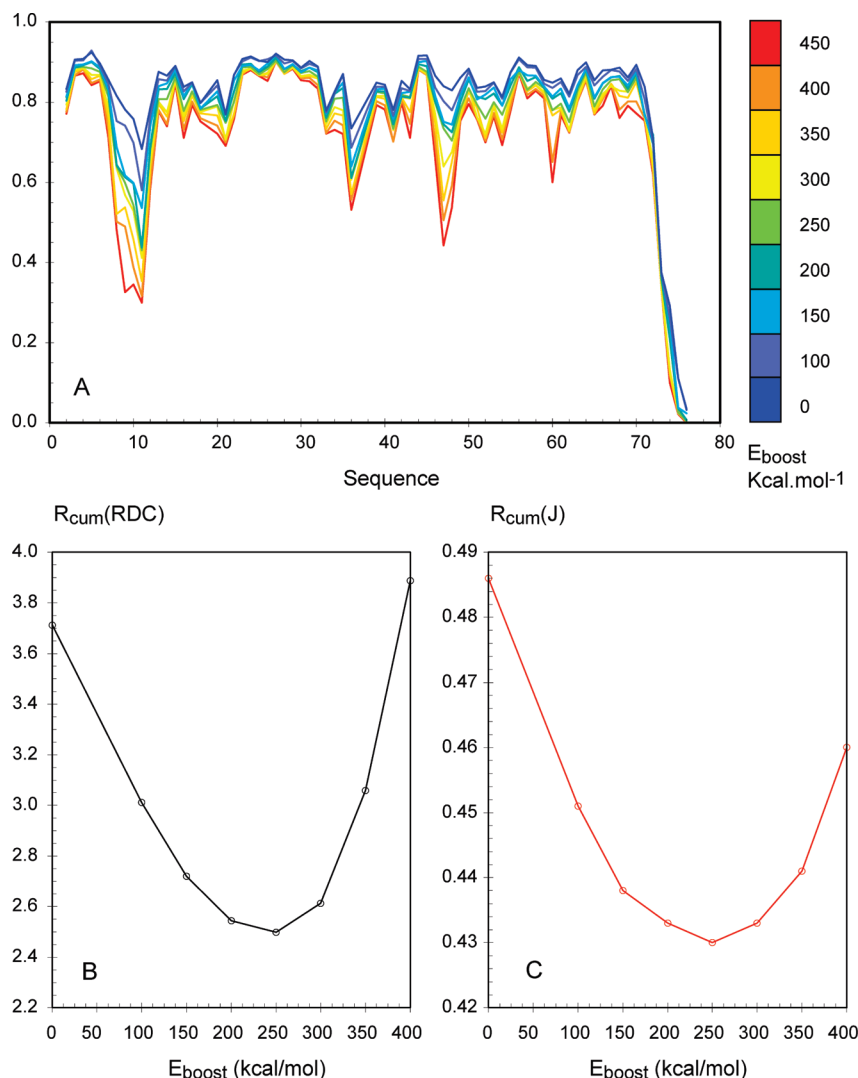 1.0
0.8
0.6
0.4
0.2
0.0
A
0 10 20 30 40 50 60 70 80
Sequence
450
400
350
300
250
200
150
100
0
Eboost
Kcal.mol-1
Rcum(RDC)
4.0
3.8
3.6
3.4
3.2
3.0
2.8
2.6
2.5
2.2
B
0 50 100 150 200 250 300 350 400
Eboost (kcal/mol)
Rcum(J)
0.49
0.48
0.47
0.46
0.45
0.44
0.43
0.42
C
0 50 100 150 200 250 300 350 400
Eboost (kcal/mol)